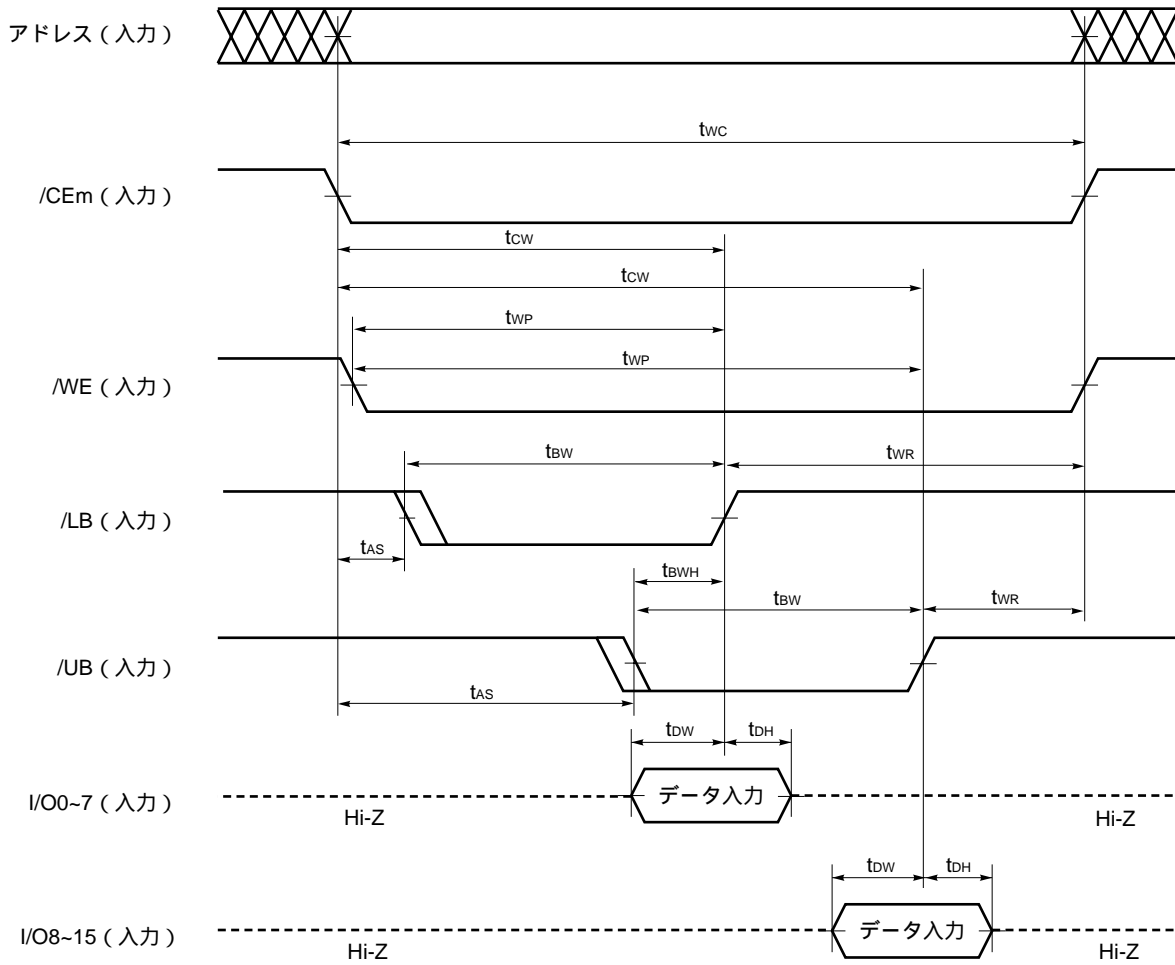 アドレス（入力）
tWC
/CEm（入力）
tCW
tCW
tWP
tWP
/WE（入力）
tBW
tWR
/LB（入力）
tAS
tBWH
tBW
tWR
/UB（入力）
tAS
tDW
tDH
I/O0~7（入力）
データ入力
Hi-Z
Hi-Z
tDW
tDH
I/O8~15（入力）
データ入力
Hi-Z
Hi-Z